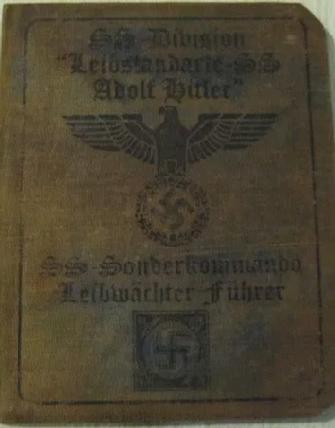 SS-Division
"Leibstandarte-SS
Adolf Hitler"
SS-Sonderkommando
Leibwächter Führer